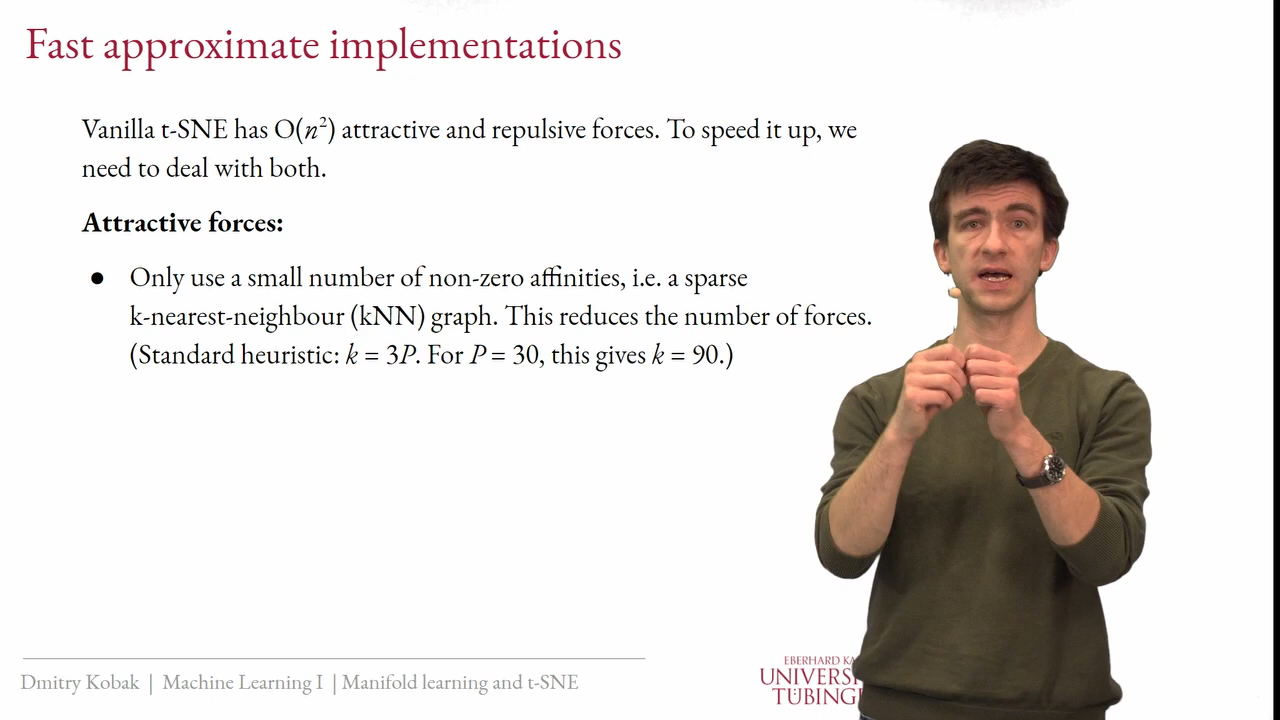 Fast approximate implementations
Vanilla t-SNE has O(n²) attractive and repulsive forces. To speed it up, we
need to deal with both.
Attractive forces:
● Only use a small number of non-zero affinities, i.e. a sparse
k-nearest-neighbour (kNN) graph. This reduces the number of forces.
(Standard heuristic: k = 3P. For P = 30, this gives k = 90.)
Dmitry Kobak | Machine Learning I | Manifold learning and t-SNE
EBERHARD